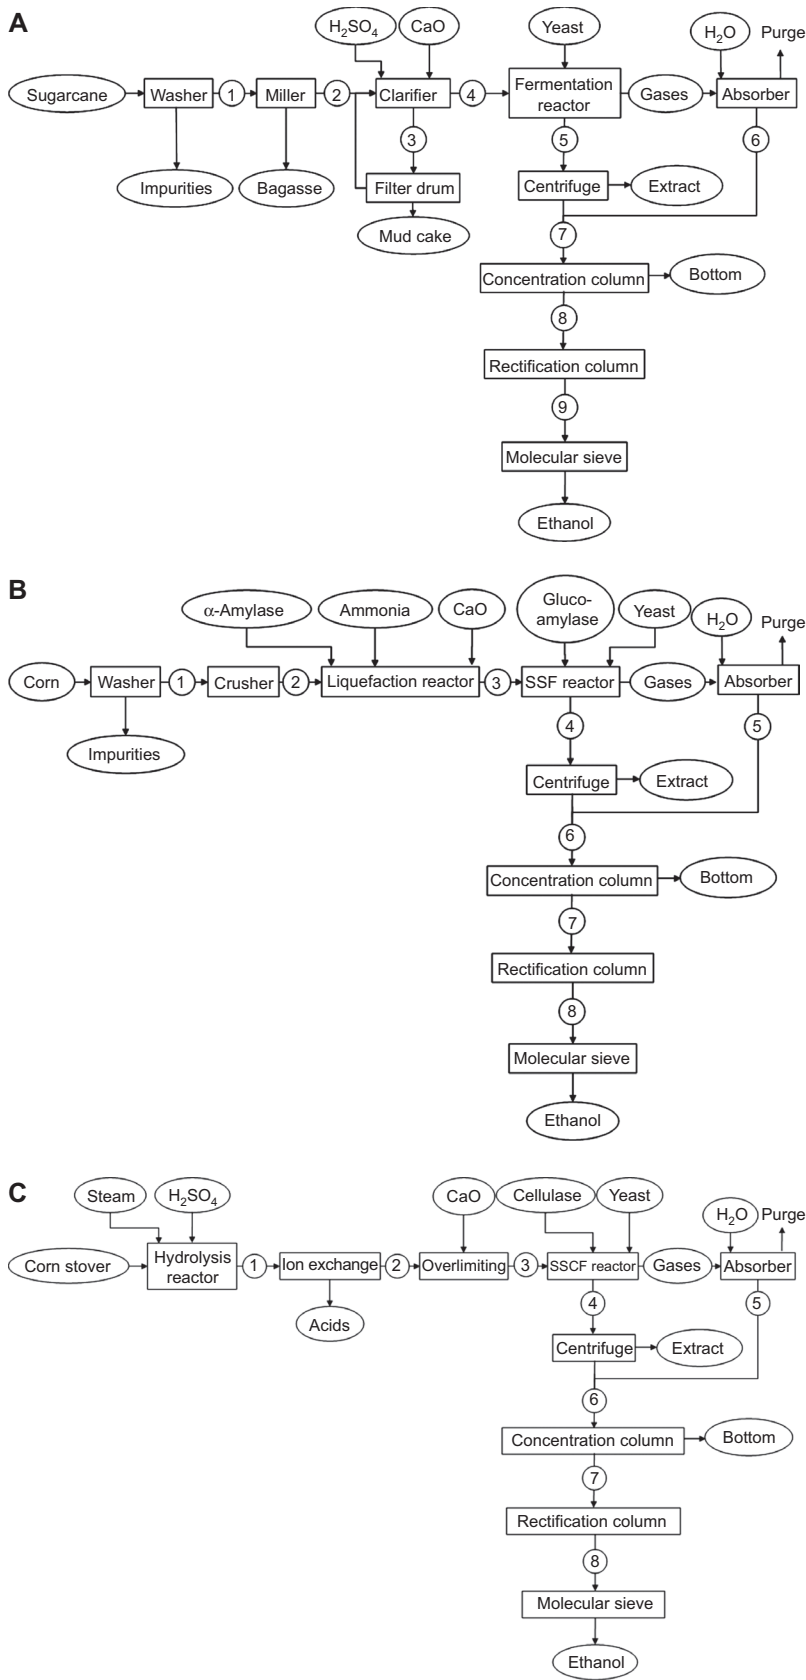 A
H₂SO₄ CaO Yeast H₂O Purge
Sugarcane Washer 1 Miller 2 Clarifier 4 Fermentation reactor Gases Absorber
3 5 6
Impurities Bagasse Filter drum Centrifuge Extract
Mud cake 7
Concentration column Bottom
8
Rectification column
9
Molecular sieve
Ethanol
B
α-Amylase Ammonia CaO Gluco-amylase Yeast H₂O Purge
Corn Washer 1 Crusher 2 Liquefaction reactor 3 SSF reactor Gases Absorber
4 5
Impurities Centrifuge Extract
6
Concentration column Bottom
7
Rectification column
8
Molecular sieve
Ethanol
C
Steam H₂SO₄ CaO Cellulase Yeast H₂O Purge
Corn stover Hydrolysis reactor 1 Ion exchange 2 Overlimiting 3 SSCF reactor Gases Absorber
4 5
Acids Centrifuge Extract
6
Concentration column Bottom
7
Rectification column
8
Molecular sieve
Ethanol